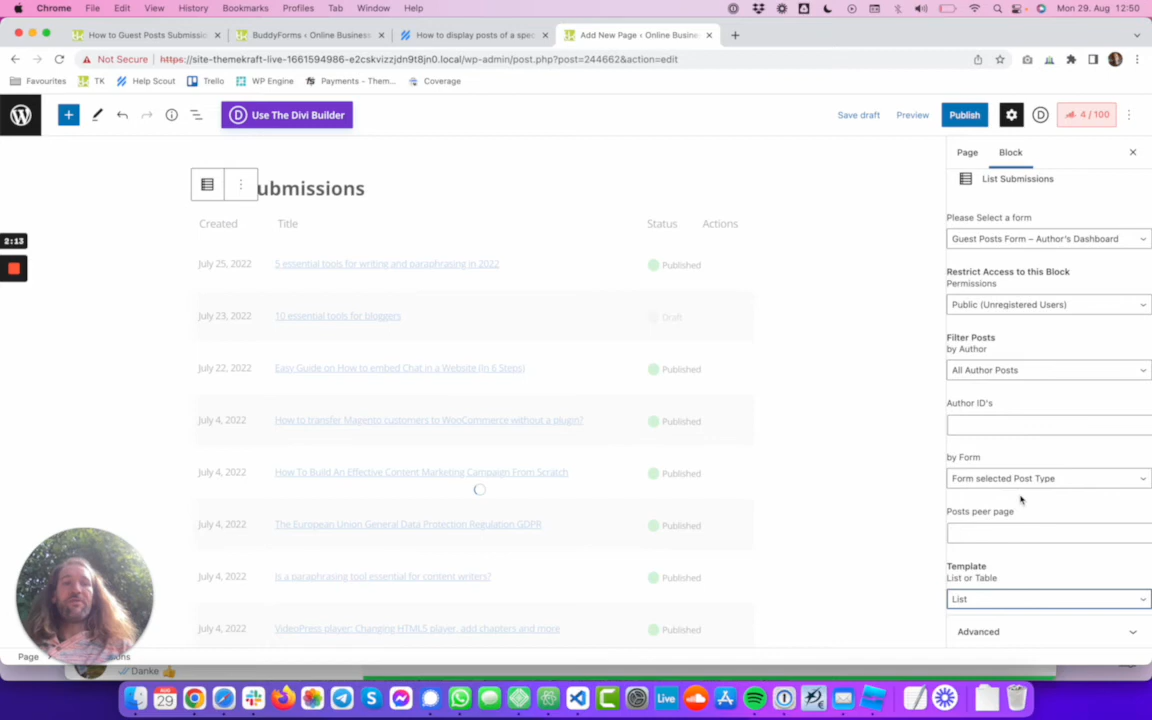 Chrome File Edit View History Bookmarks Profiles Tab Window Help Mon 29. Aug 12:50
How to Guest Posts Submission BuddyForms ‹ Online Business How to display posts of a spec Add New Page ‹ Online Busine
Not Secure https://site-themekraft-live-1661594986-e2cskvizzjdn9t8jn0.local/wp-admin/post.php?post=244662&action=edit
Favourites TK Help Scout Trello WP Engine Payments – Them... Coverage
Use The Divi Builder Save draft Preview Publish 4 / 100
Page Block
ubmissions
List Submissions
Created Title Status Actions
Please Select a form
Guest Posts Form – Author's Dashboard
2:13
July 25, 2022 5 essential tools for writing and paraphrasing in 2022 Published
Restrict Access to this Block
Permissions
Public (Unregistered Users)
July 23, 2022 10 essential tools for bloggers Draft
Filter Posts
by Author
All Author Posts
July 22, 2022 Easy Guide on How to embed Chat in a Website (in 6 Steps) Published
Author ID's
July 4, 2022 How to transfer Magento customers to WooCommerce without a plugin? Published
by Form
Form selected Post Type
July 4, 2022 How To Build An Effective Content Marketing Campaign From Scratch Published
Posts peer page
July 4, 2022 The European Union General Data Protection Regulation GDPR Published
Template
List or Table
List
July 4, 2022 Is a paraphrasing tool essential for content writers? Published
July 4, 2022 VideoPress player: Changing HTML5 player, add chapters and more Published
Advanced
Page
Danke
29 Live